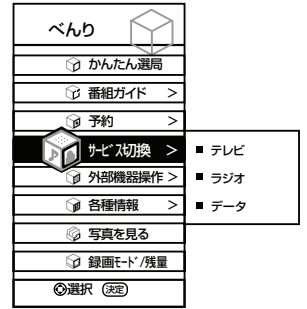 べんり
かんたん選局
番組ガイド >
予約 >
サービス切換 >
外部機器操作 >
各種情報 >
写真を見る
録画モード/残量
選択 決定
■ テレビ
■ ラジオ
■ データ